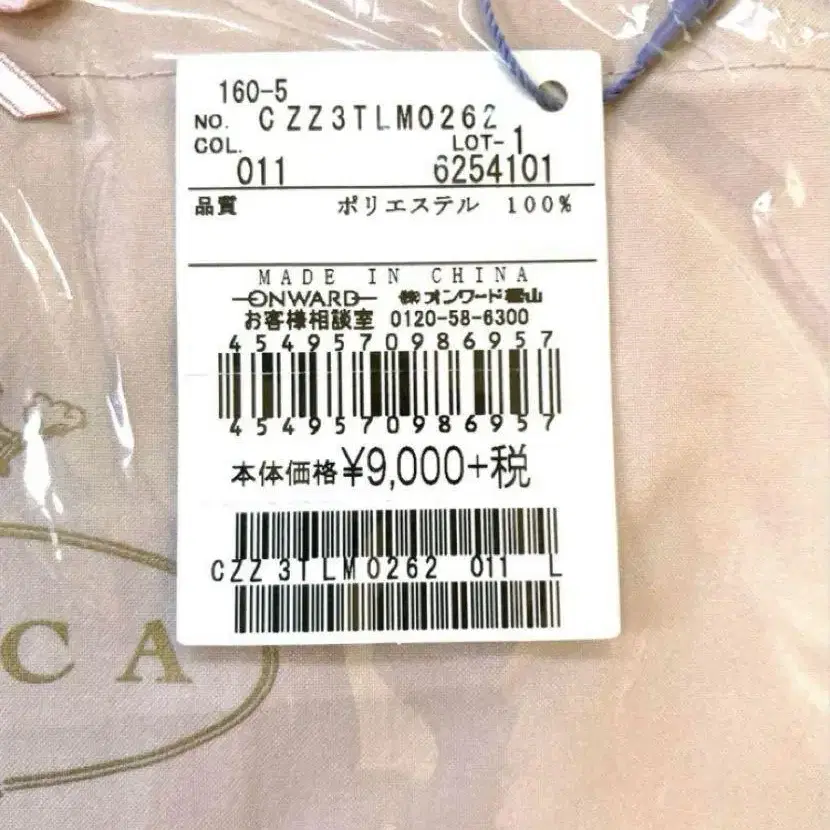 160-5
NO. CZZ3TLM0262
COL. LOT-1
011 6254101
品質 ポリエステル 100%
MADE IN CHINA
ONWARD ㈱オンワード樫山
お客様相談室 0120-58-6300
4549570986957
4549570986957
本体価格¥9,000+税
CZZ3TLM0262 011 L
CA